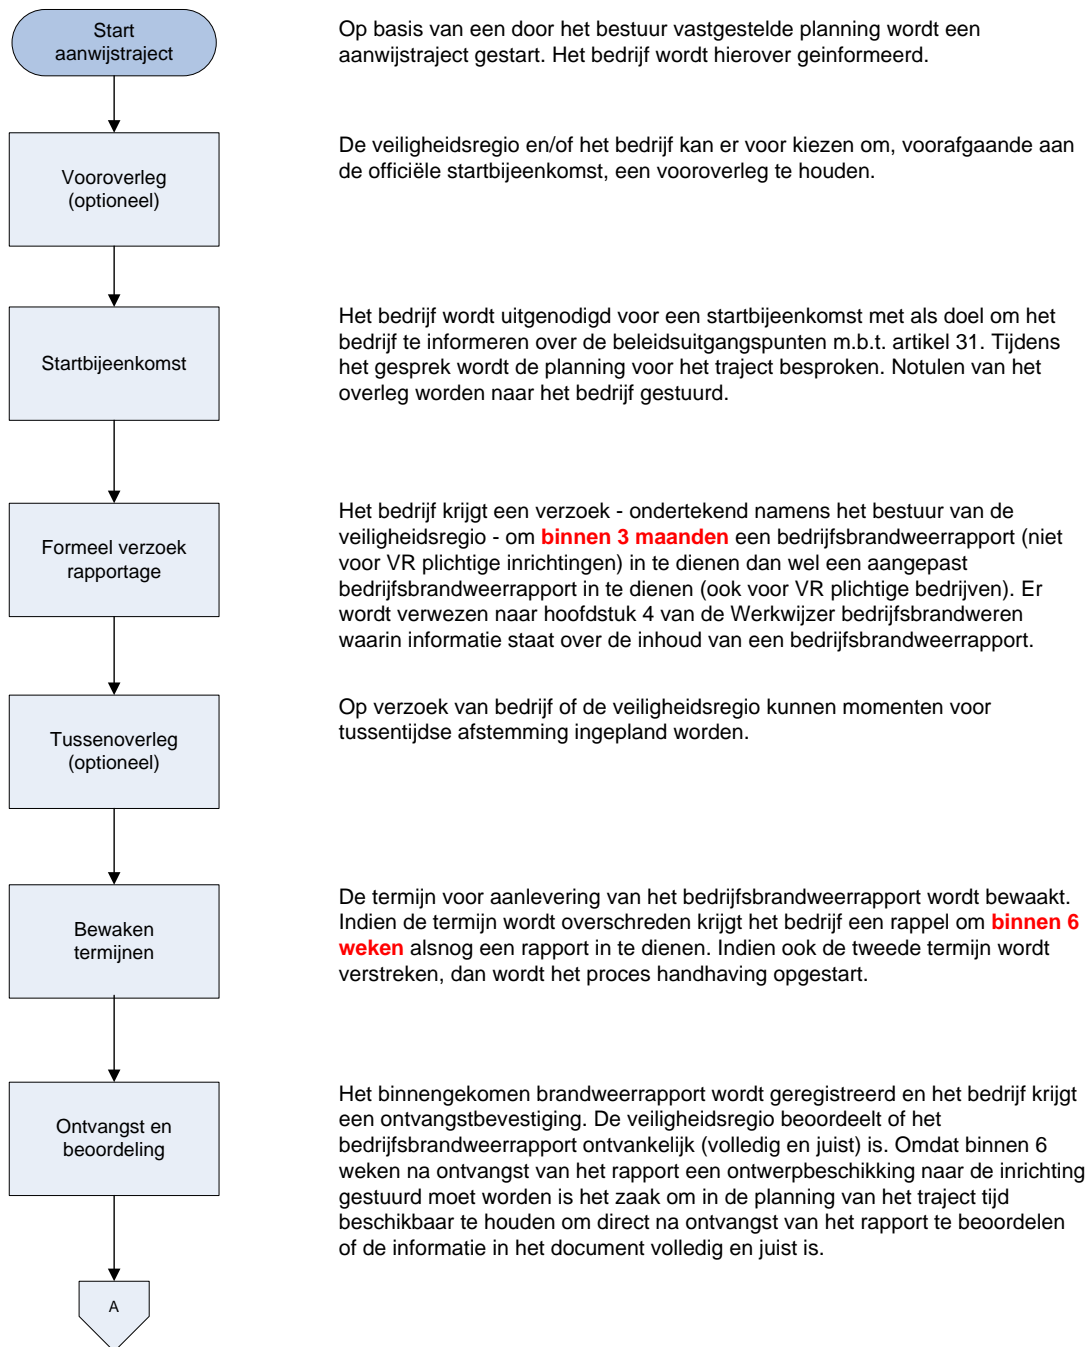 Start
aanwijstraject
Op basis van een door het bestuur vastgestelde planning wordt een
aanwijstraject gestart. Het bedrijf wordt hierover geinformeerd.
Vooroverleg
(optioneel)
De veiligheidsregio en/of het bedrijf kan er voor kiezen om, voorafgaande aan
de officiële startbijeenkomst, een vooroverleg te houden.
Startbijeenkomst
Het bedrijf wordt uitgenodigd voor een startbijeenkomst met als doel om het
bedrijf te informeren over de beleidsuitgangspunten m.b.t. artikel 31. Tijdens
het gesprek wordt de planning voor het traject besproken. Notulen van het
overleg worden naar het bedrijf gestuurd.
Formeel verzoek
rapportage
Het bedrijf krijgt een verzoek - ondertekend namens het bestuur van de
veiligheidsregio - om binnen 3 maanden een bedrijfsbrandweerrapport (niet
voor VR plichtige inrichtingen) in te dienen dan wel een aangepast
bedrijfsbrandweerrapport in te dienen (ook voor VR plichtige bedrijven). Er
wordt verwezen naar hoofdstuk 4 van de Werkwijzer bedrijfsbrandweren
waarin informatie staat over de inhoud van een bedrijfsbrandweerrapport.
Tussenoverleg
(optioneel)
Op verzoek van bedrijf of de veiligheidsregio kunnen momenten voor
tussentijdse afstemming ingepland worden.
Bewaken
termijnen
De termijn voor aanlevering van het bedrijfsbrandweerrapport wordt bewaakt.
Indien de termijn wordt overschreden krijgt het bedrijf een rappel om binnen 6
weken alsnog een rapport in te dienen. Indien ook de tweede termijn wordt
verstreken, dan wordt het proces handhaving opgestart.
Ontvangst en
beoordeling
Het binnengekomen brandweerrapport wordt geregistreerd en het bedrijf krijgt
een ontvangstbevestiging. De veiligheidsregio beoordeelt of het
bedrijfsbrandweerrapport ontvankelijk (volledig en juist) is. Omdat binnen 6
weken na ontvangst van het rapport een ontwerpbeschikking naar de inrichting
gestuurd moet worden is het zaak om in de planning van het traject tijd
beschikbaar te houden om direct na ontvangst van het rapport te beoordelen
of de informatie in het document volledig en juist is.
A